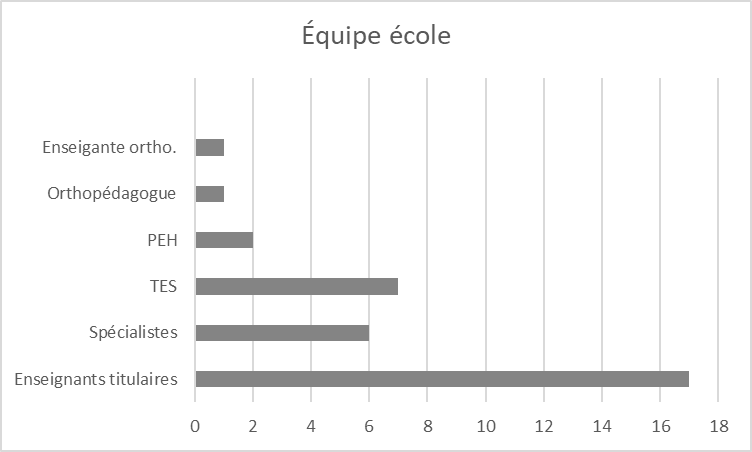 Équipe école
Enseigante ortho.
Orthopédagogue
PEH
TES
Spécialistes
Enseignants titulaires
0 2 4 6 8 10 12 14 16 18